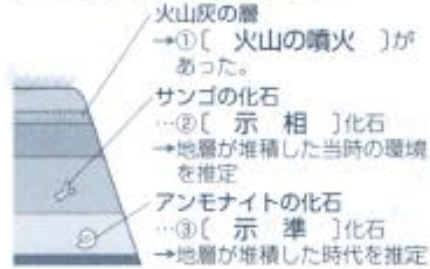 火山灰の層
→①〔 火山の噴火 〕が
あった。
サンゴの化石
…②〔 示 相 〕化石
→地層が堆積した当時の環境
を推定
アンモナイトの化石
…③〔 示 準 〕化石
→地層が堆積した時代を推定